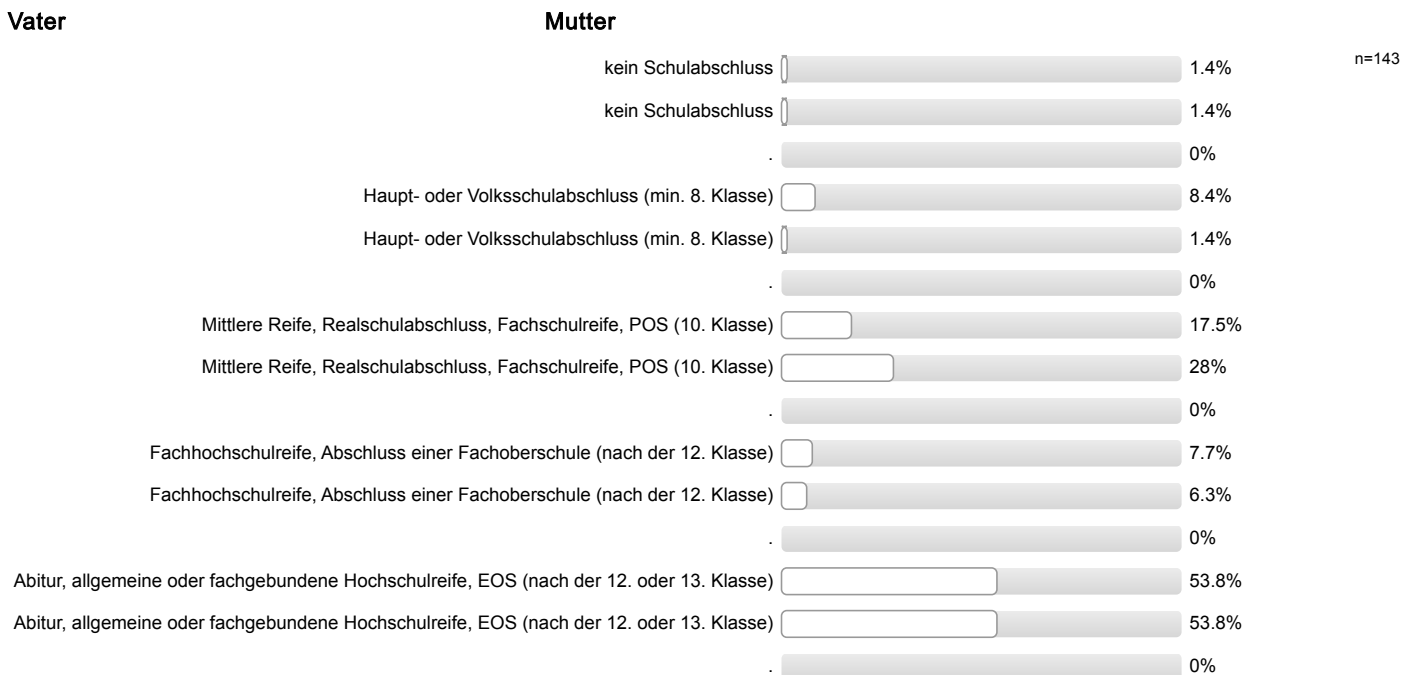 Vater Mutter
kein Schulabschluss 1.4% n=143
kein Schulabschluss 1.4%
. 0%
Haupt- oder Volksschulabschluss (min. 8. Klasse) 8.4%
Haupt- oder Volksschulabschluss (min. 8. Klasse) 1.4%
. 0%
Mittlere Reife, Realschulabschluss, Fachschulreife, POS (10. Klasse) 17.5%
Mittlere Reife, Realschulabschluss, Fachschulreife, POS (10. Klasse) 28%
. 0%
Fachhochschulreife, Abschluss einer Fachoberschule (nach der 12. Klasse) 7.7%
Fachhochschulreife, Abschluss einer Fachoberschule (nach der 12. Klasse) 6.3%
. 0%
Abitur, allgemeine oder fachgebundene Hochschulreife, EOS (nach der 12. oder 13. Klasse) 53.8%
Abitur, allgemeine oder fachgebundene Hochschulreife, EOS (nach der 12. oder 13. Klasse) 53.8%
. 0%